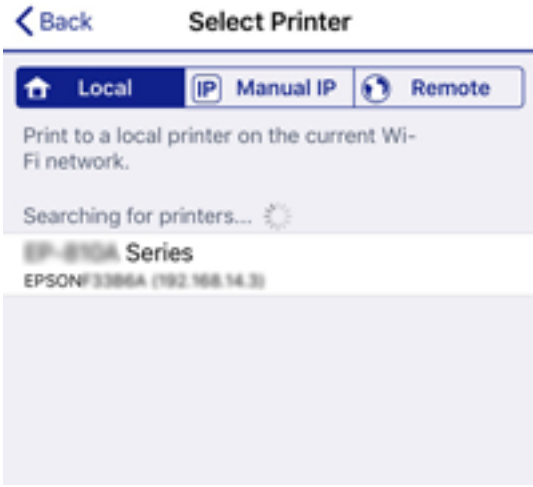 Back Select Printer
Local IP Manual IP Remote
Print to a local printer on the current Wi-
Fi network.
Searching for printers...
Series
EPSON